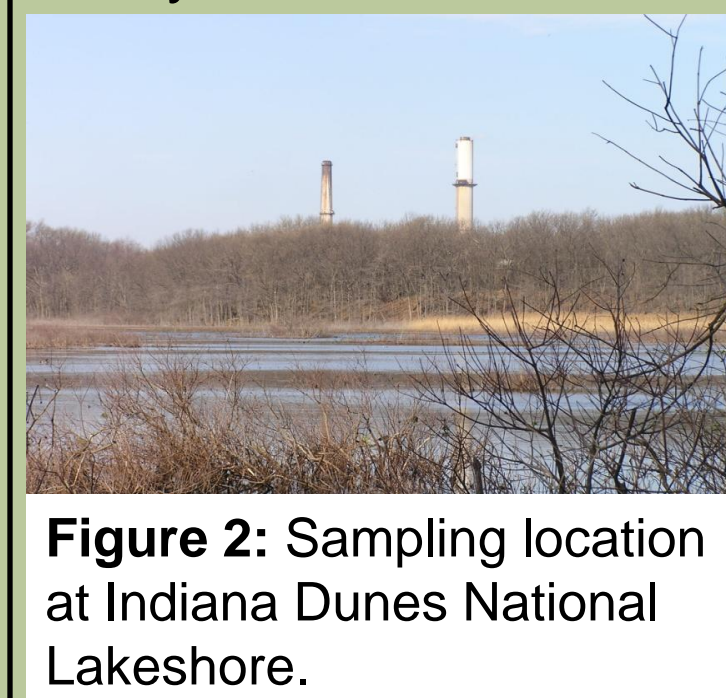 Figure 2: Sampling location
at Indiana Dunes National
Lakeshore.